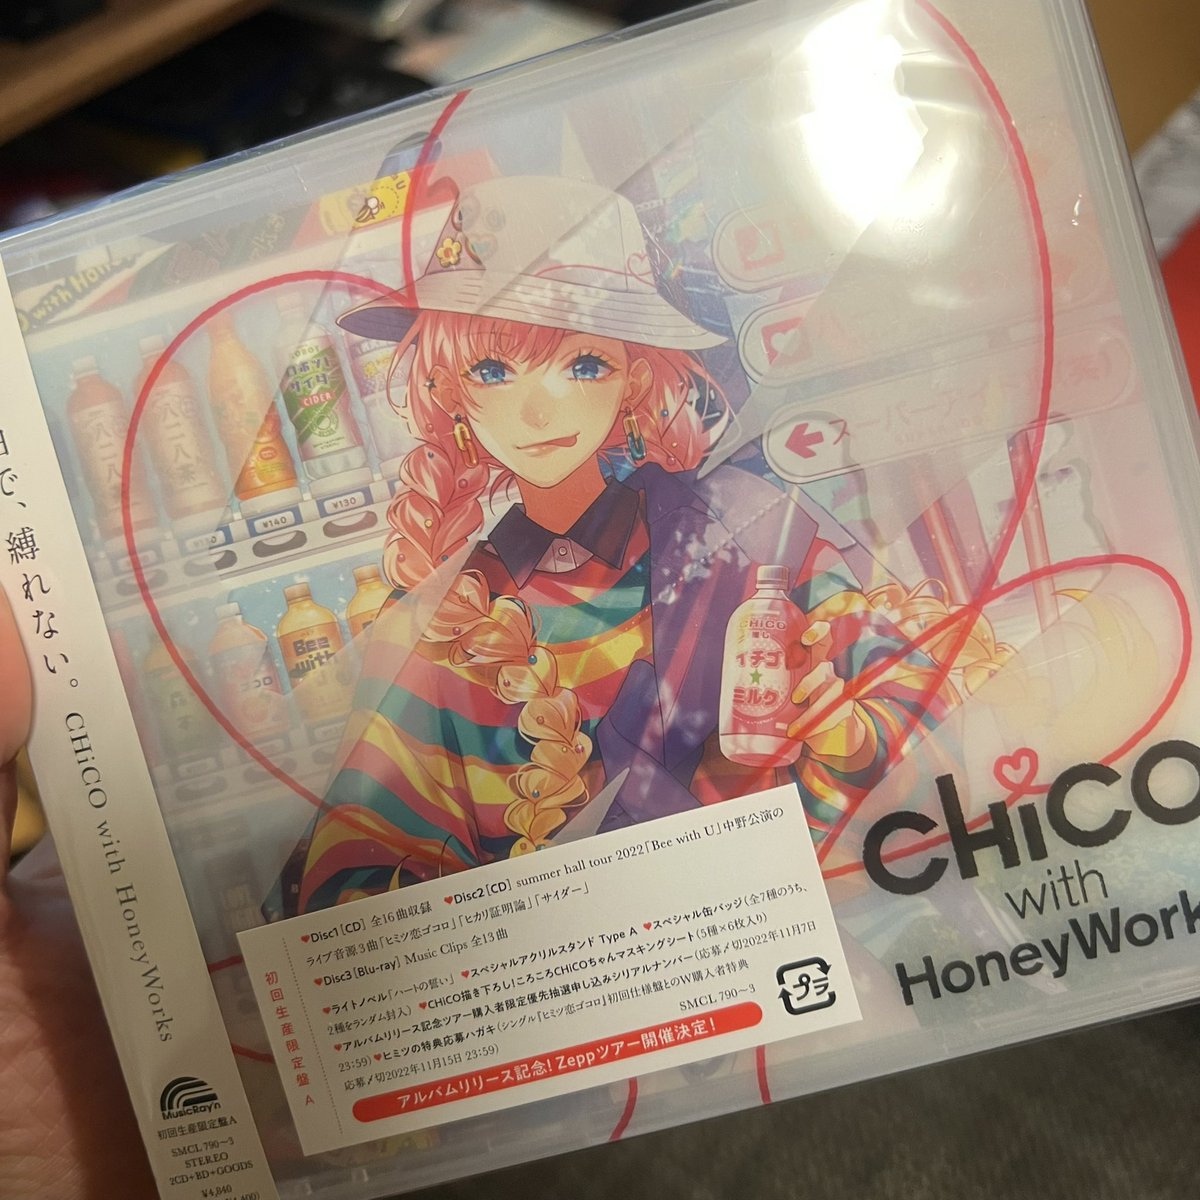 with Honey
ロボッツ
サイダー
CIDER
¥140
¥130
Bee
with
CHiCO
推し
イチゴ
★
ミルク
CHiCO
with
HoneyWork
日で、縛れない。CHiCO with HoneyWorks
MusicRay'n
初回生産限定盤A
SMCL 790〜3
STEREO
2CD+BD+GOODS
¥4,840
初回生産限定盤 A
♥Disc1[CD] 全16曲収録 ♥Disc2[CD] summer hall tour 2022「Bee with U」中野公演の
ライブ音源3曲「ヒミツ恋ゴコロ」「ヒカリ証明論」「サイダー」
♥Disc3[Blu-ray] Music Clips 全13曲
♥ライトノベル「ハートの誓い」 ♥スペシャルアクリルスタンド Type A ♥スペシャル缶バッジ(全7種のうち、
2種をランダム封入) ♥CHiCO描き下ろし!ころころCHiCOちゃんマスキングシート(5種×6枚入り)
♥アルバムリリース記念ツアー購入者限定優先抽選申し込みシリアルナンバー(応募〆切2022年11月7日
23:59) ♥ヒミツの特典応募ハガキ(シングル『ヒミツ恋ゴコロ』初回仕様盤とのW購入者特典
応募〆切2022年11月15日 23:59)
SMCL 790〜3
プラ
アルバムリリース記念!Zeppツアー開催決定!